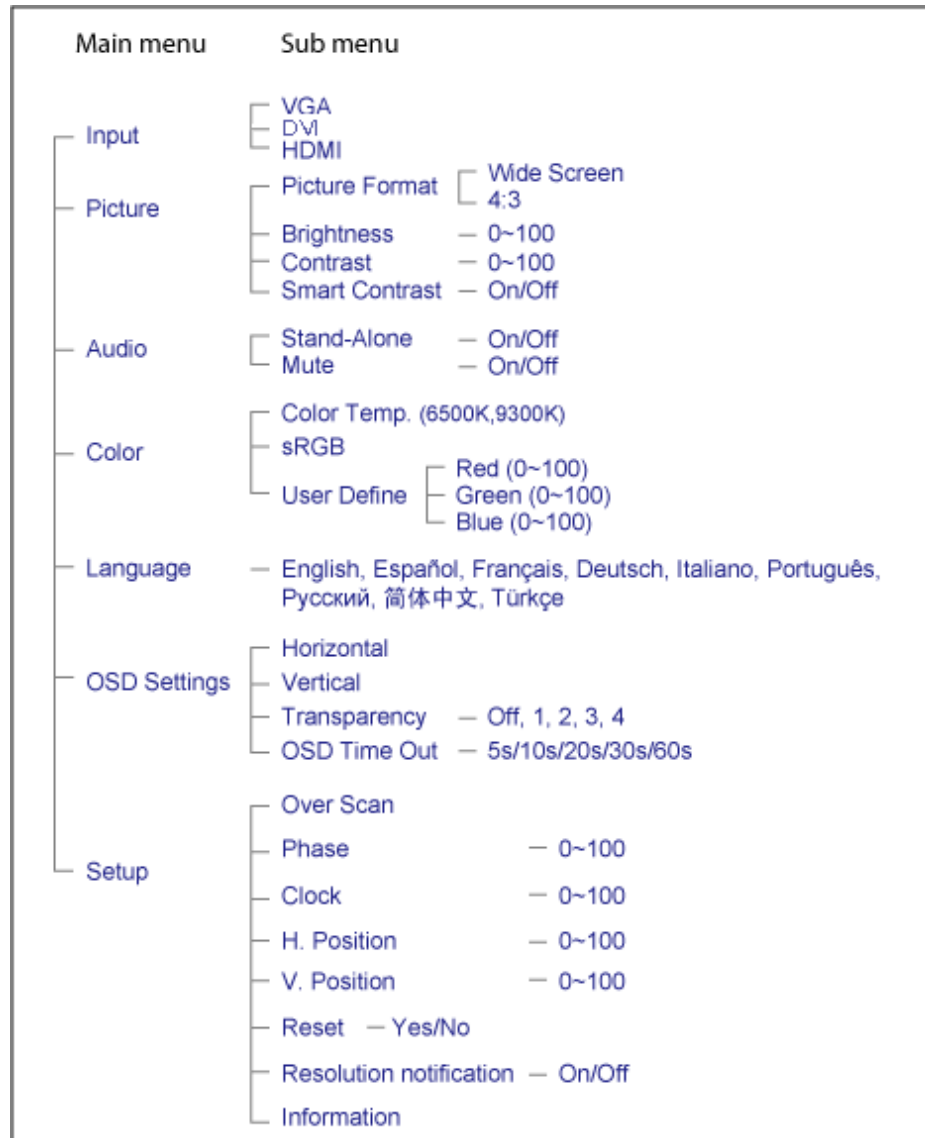 Main menu Sub menu
Input
VGA
DVI
HDMI
Picture
Picture Format
Wide Screen
4:3
Brightness — 0~100
Contrast — 0~100
Smart Contrast — On/Off
Audio
Stand-Alone — On/Off
Mute — On/Off
Color
Color Temp. (6500K,9300K)
sRGB
User Define
Red (0~100)
Green (0~100)
Blue (0~100)
Language — English, Español, Français, Deutsch, Italiano, Português,
Русский, 简体中文, Türkçe
OSD Settings
Horizontal
Vertical
Transparency — Off, 1, 2, 3, 4
OSD Time Out — 5s/10s/20s/30s/60s
Setup
Over Scan
Phase — 0~100
Clock — 0~100
H. Position — 0~100
V. Position — 0~100
Reset — Yes/No
Resolution notification — On/Off
Information